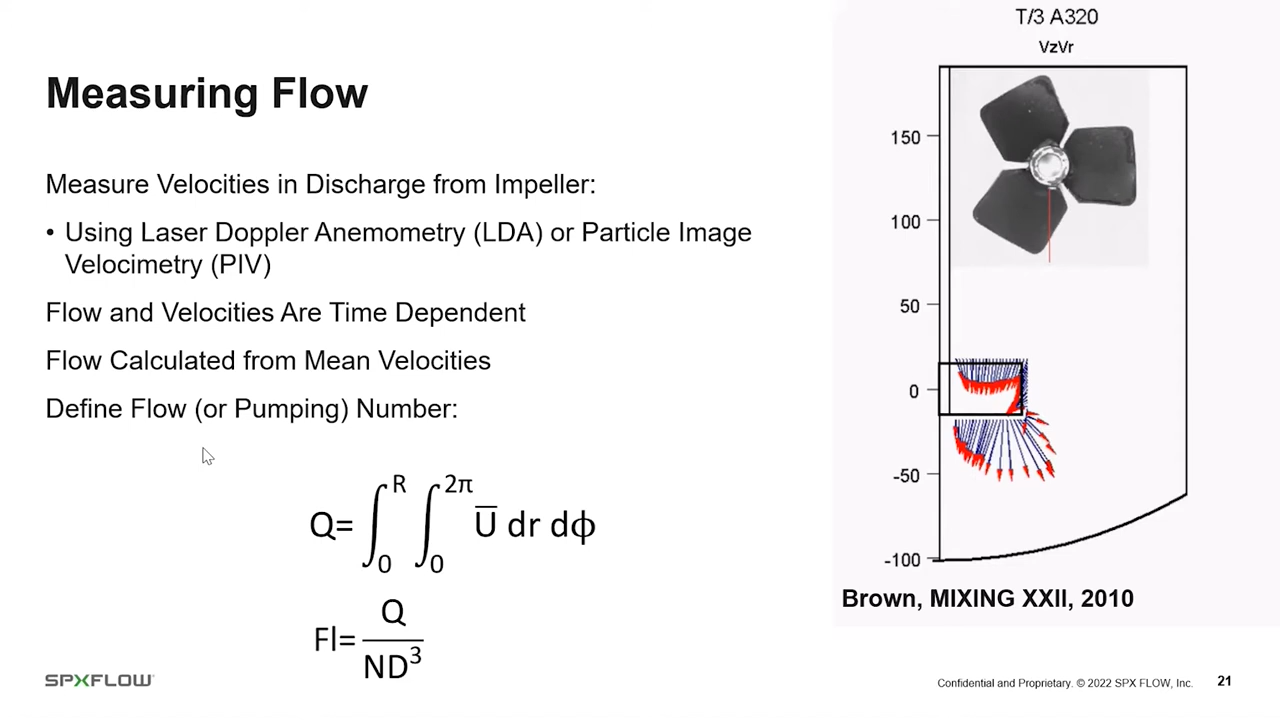 Measuring Flow
Measure Velocities in Discharge from Impeller:
• Using Laser Doppler Anemometry (LDA) or Particle Image
Velocimetry (PIV)
Flow and Velocities Are Time Dependent
Flow Calculated from Mean Velocities
Define Flow (or Pumping) Number:
Q= ∫₀ᴿ ∫₀²π U̅ dr dϕ
Fl= Q / ND³
T/3 A320
VzVr
150
100
50
0
-50
-100
Brown, MIXING XXII, 2010
SPXFLOW
Confidential and Proprietary. © 2022 SPX FLOW, Inc. 21